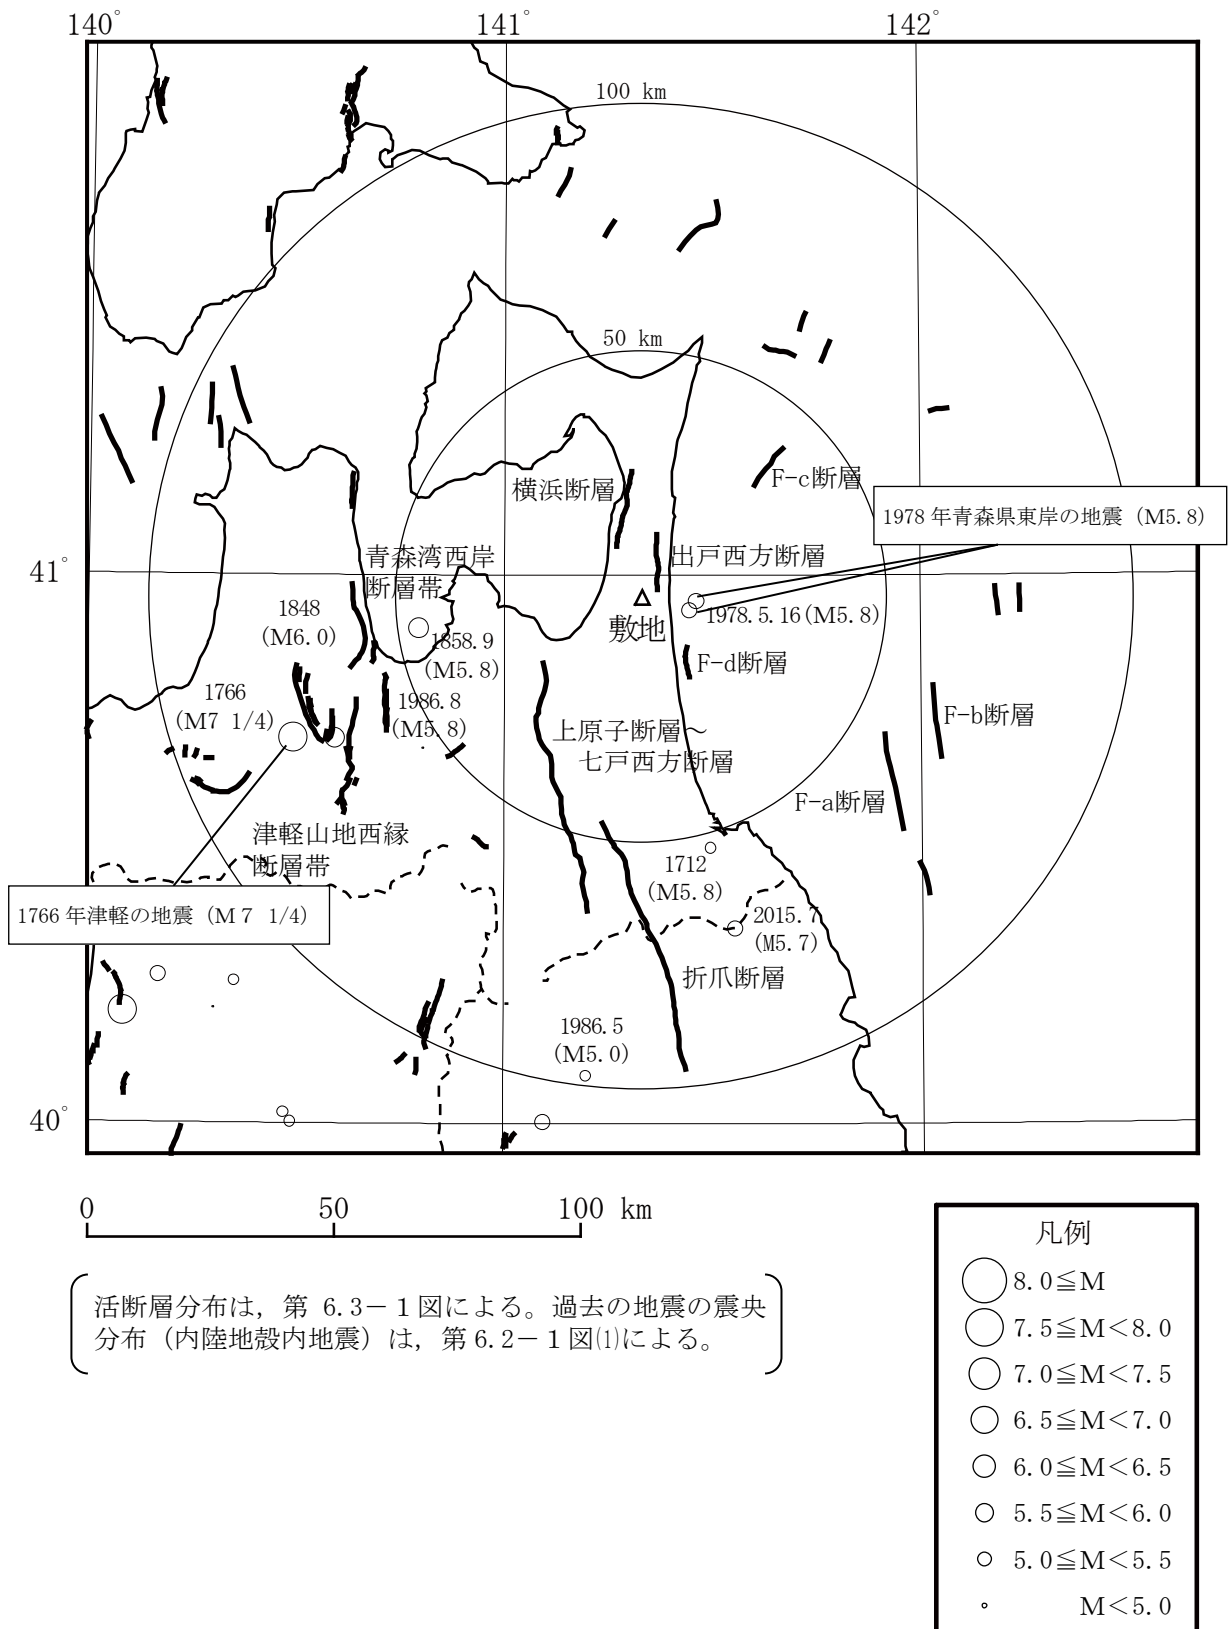 140°
141°
142°
100 km
50 km
F−c断層
横浜断層
1978 年青森県東岸の地震（M5.8）
青森湾西岸
断層帯
出戸西方断層
41°
1848
(M6.0)
敷地
1978.5.16(M5.8)
1858.9
(M5.8)
F−d断層
1766
(M7 1/4)
1986.8
(M5.8)
F−b断層
上原子断層～
七戸西方断層
F−a断層
津軽山地西縁
断層帯
1712
(M5.8)
1766 年津軽の地震（M７ 1/4）
2015.7
(M5.7)
折爪断層
1986.5
(M5.0)
40°
0 50 100 km
活断層分布は，第 6.3－１図による。過去の地震の震央
分布（内陸地殻内地震）は，第 6.2－１図⑴による。
凡例
8.0≦M
7.5≦M＜8.0
7.0≦M＜7.5
6.5≦M＜7.0
6.0≦M＜6.5
5.5≦M＜6.0
5.0≦M＜5.5
M＜5.0